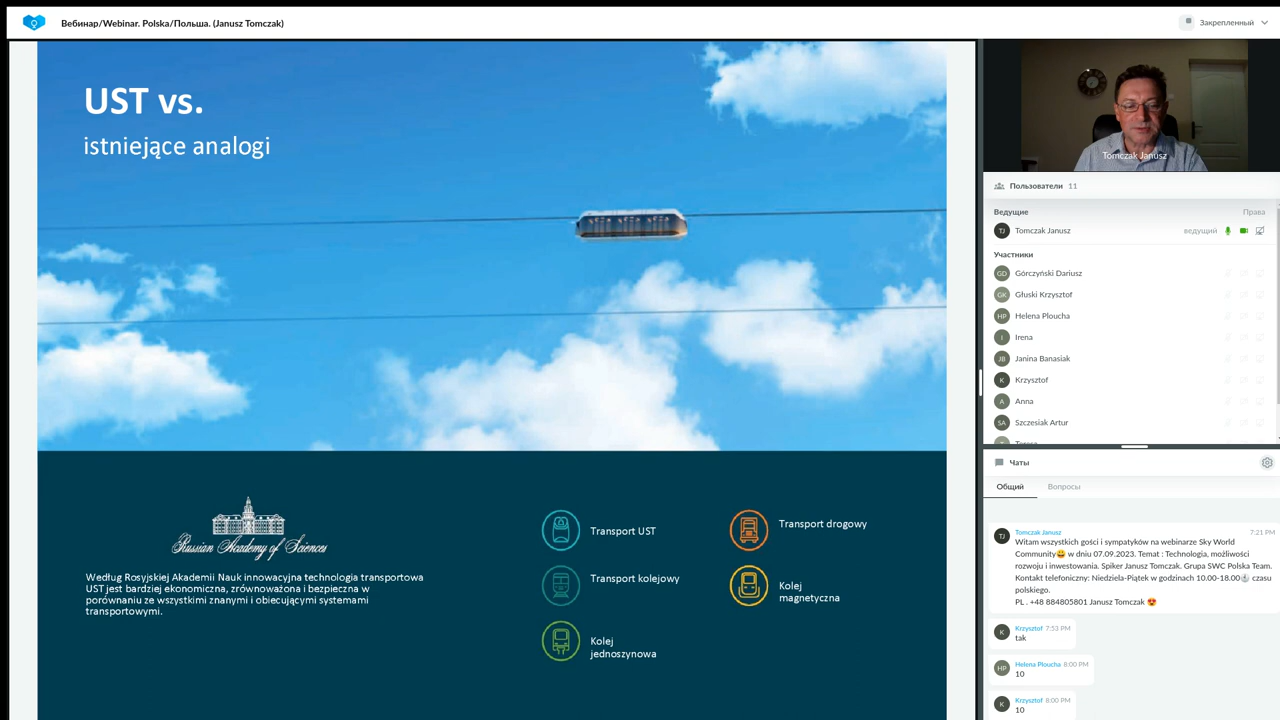 Вебинар/Webinar. Polska/Польша. (Janusz Tomczak)
Закрепленный
UST vs.
istniejące analogi
Russian Academy of Sciences
Według Rosyjskiej Akademii Nauk innowacyjna technologia transportowa
UST jest bardziej ekonomiczna, zrównoważona i bezpieczna w
porównaniu ze wszystkimi znanymi i obiecującymi systemami
transportowymi.
Transport UST
Transport kolejowy
Kolej
jednoszynowa
Transport drogowy
Kolej
magnetyczna
Tomczak Janusz
Пользователи 11
Ведущие Права
TJ Tomczak Janusz ведущий
Участники
GD Górczyński Dariusz
GK Głuski Krzysztof
HP Helena Ploucha
I Irena
JB Janina Banasiak
K Krzysztof
A Anna
SA Szczesiak Artur
Чаты
Общий Вопросы
TJ Tomczak Janusz 7:21 PM
Witam wszystkich gości i sympatyków na webinarze Sky World
Community😀 w dniu 07.09.2023. Temat : Technologia, możliwości
rozwoju i inwestowania. Spiker Janusz Tomczak. Grupa SWC Polska Team.
Kontakt telefoniczny: Niedziela-Piątek w godzinach 10.00-18.00 czasu
polskiego.
PL . +48 884805801 Janusz Tomczak 😍
K Krzysztof 7:53 PM
tak
HP Helena Ploucha 8:00 PM
10
K Krzysztof 8:00 PM
10